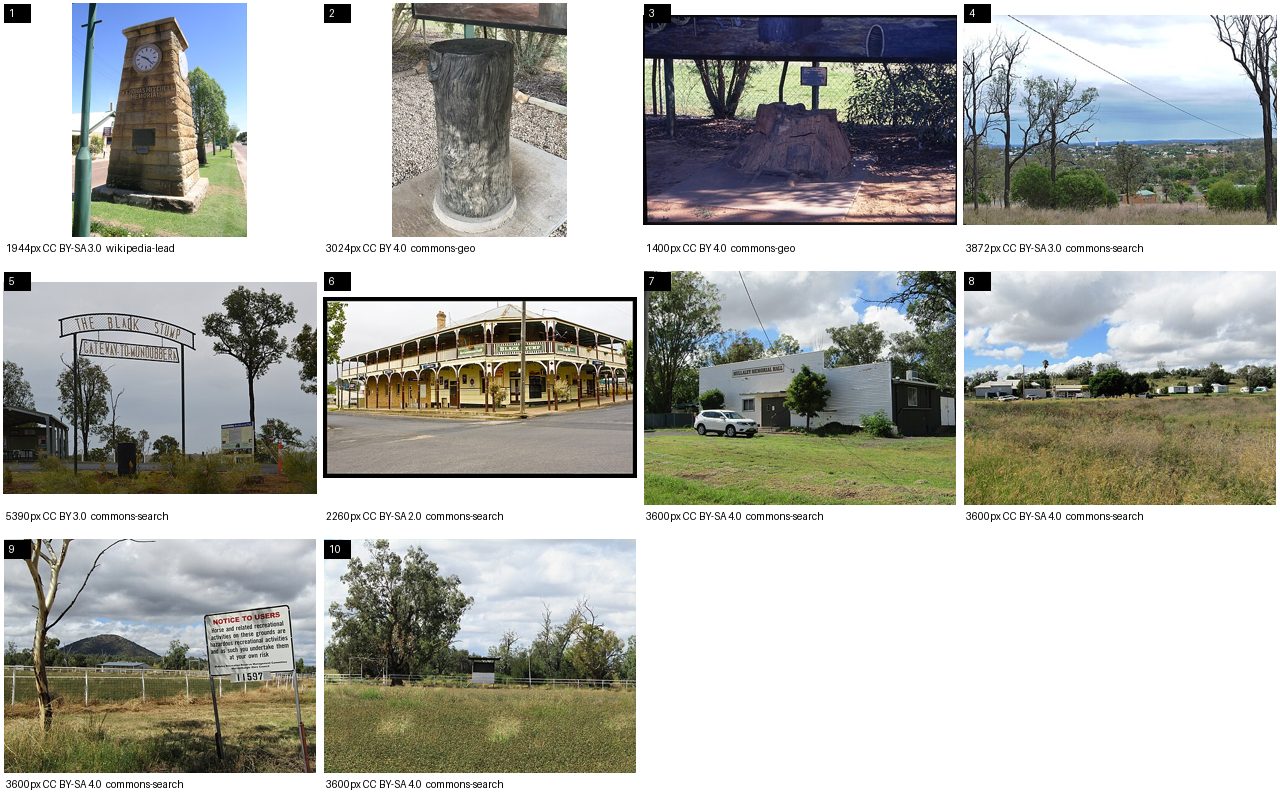 1
2
3
4
THOMAS MITCHELL
MEMORIAL
1944px CC BY-SA 3.0 wikipedia-lead
3024px CC BY 4.0 commons-geo
1400px CC BY 4.0 commons-geo
3872px CC BY-SA 3.0 commons-search
5
6
7
8
THE BLACK STUMP
GATEWAY TO MUNDUBBERA
BLACK STUMP
MULLALEY MEMORIAL HALL
5390px CC BY 3.0 commons-search
2260px CC BY-SA 2.0 commons-search
3600px CC BY-SA 4.0 commons-search
3600px CC BY-SA 4.0 commons-search
9
10
NOTICE TO USERS
Horse and related recreational
activities on these grounds are
hazardous recreational activities
and as such you undertake them
at your own risk
11597
3600px CC BY-SA 4.0 commons-search
3600px CC BY-SA 4.0 commons-search